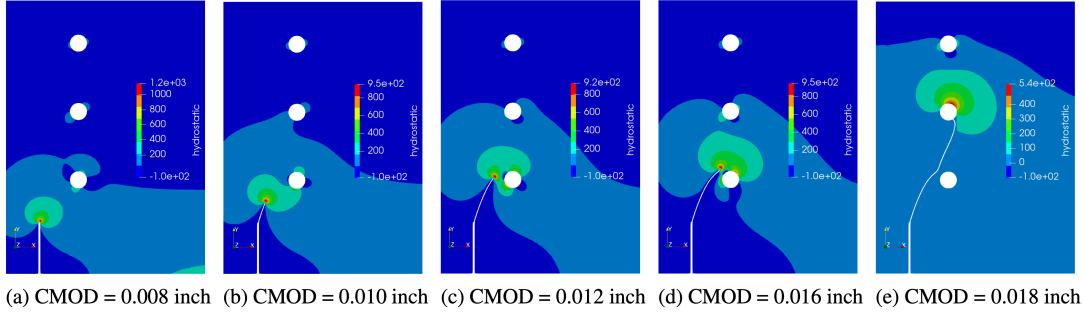 1.2e+03
1000
800
600
400
200
-1.0e+02
hydrostatic
Y
Z
X
9.5e+02
800
600
400
200
-1.0e+02
hydrostatic
Y
Z
X
9.2e+02
800
600
400
200
-1.0e+02
hydrostatic
Y
Z
X
9.5e+02
800
600
400
200
-1.0e+02
hydrostatic
Y
Z
X
5.4e+02
400
300
200
100
0
-1.0e+02
hydrostatic
Y
Z
X
(a) CMOD = 0.008 inch (b) CMOD = 0.010 inch (c) CMOD = 0.012 inch (d) CMOD = 0.016 inch (e) CMOD = 0.018 inch